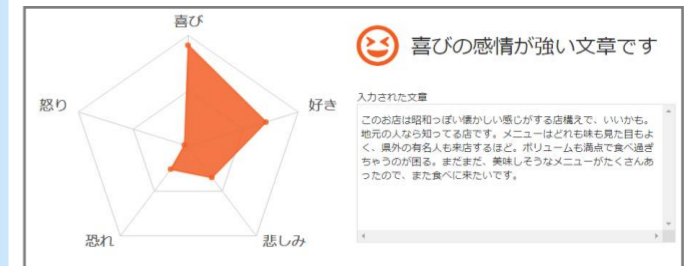 喜び
怒り
好き
恐れ
悲しみ
喜びの感情が強い文章です
入力された文章
このお店は昭和っぽい懐かしい感じがする店構えで、いいかも。
地元の人なら知ってる店です。メニューはどれも味も見た目もよ
く、県外の有名人も来店するほど。ボリュームも満点で食べ過ぎ
ちゃうのが困る。まだまだ、美味しそうなメニューがたくさんあ
ったので、また食べに来たいです。